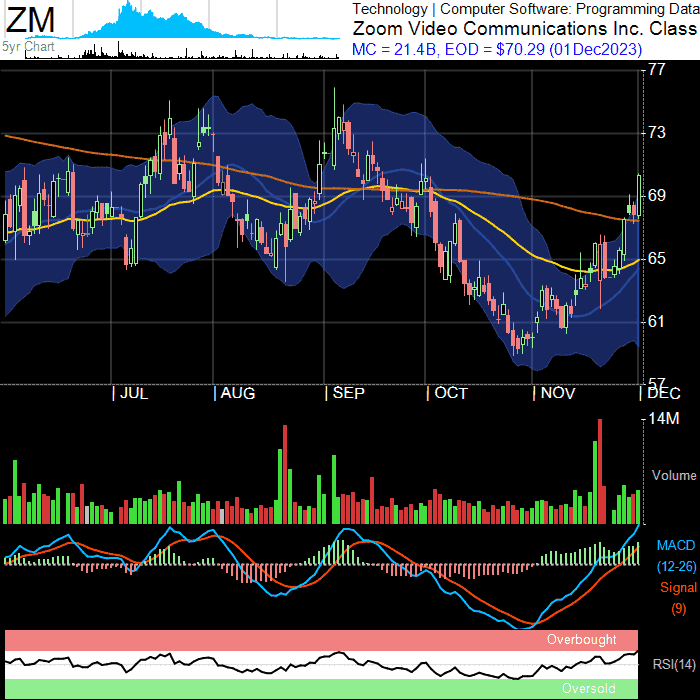 ZM
5yr Chart
Technology | Computer Software: Programming Data
Zoom Video Communications Inc. Class
MC = 21.4B, EOD = $70.29 (01Dec2023)
77
73
69
65
61
57
JUL
AUG
SEP
OCT
NOV
DEC
14M
Volume
MACD
(12-26)
Signal
(9)
Overbought
RSI(14)
Oversold